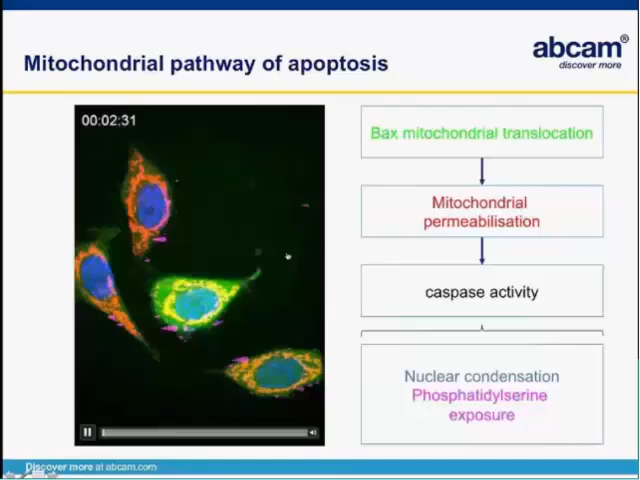 Mitochondrial pathway of apoptosis
abcam®
discover more
00:02:31
Bax mitochondrial translocation
Mitochondrial
permeabilisation
caspase activity
Nuclear condensation
Phosphatidylserine
exposure
Discover more at abcam.com